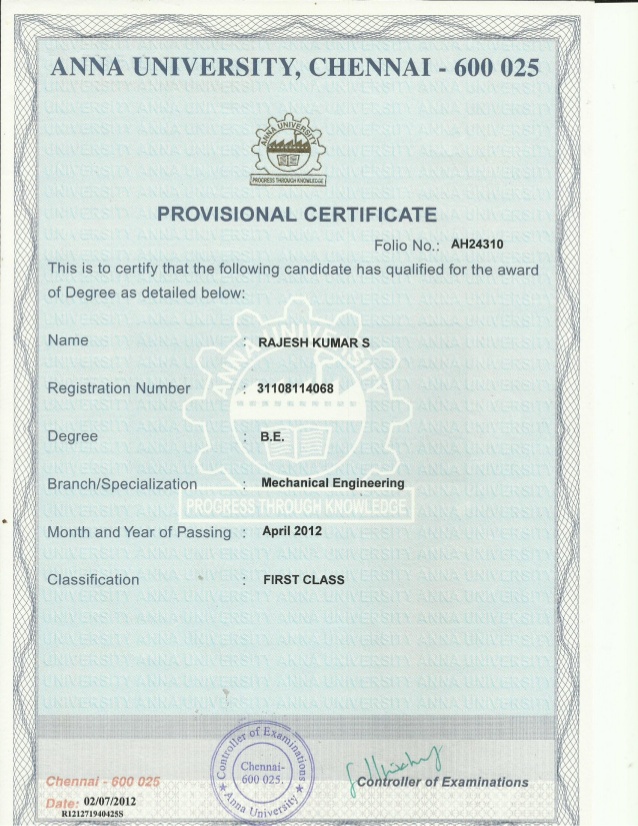 ANNA UNIVERSITY, CHENNAI - 600 025
ANNA UNIVERSITY
PROGRESS THROUGH KNOWLEDGE
PROVISIONAL CERTIFICATE
Folio No.: AH24310
This is to certify that the following candidate has qualified for the award
of Degree as detailed below:
Name : RAJESH KUMAR S
ANNA UNIVERSITY
Registration Number : 31108114068
Degree : B.E.
Branch/Specialization : Mechanical Engineering
PROGRESS THROUGH KNOWLEDGE
Month and Year of Passing : April 2012
Classification : FIRST CLASS
Controller of Examinations
Chennai-
600 025.
Anna University
Chennai - 600 025
Controller of Examinations
Date: 02/07/2012
R121271940425S